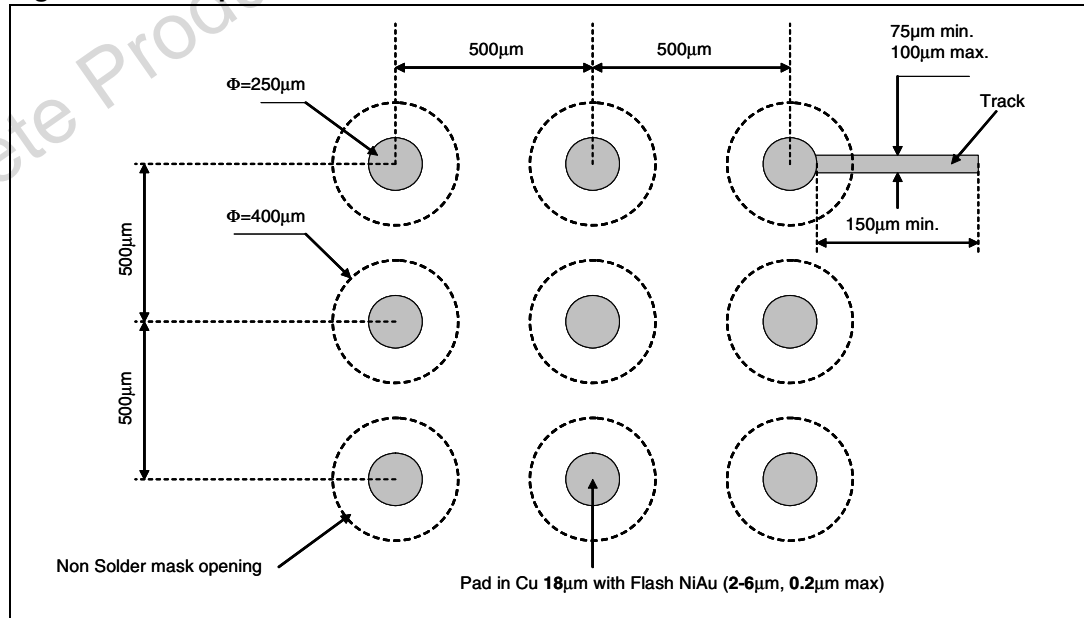 500µm
500µm
75µm min.
100µm max.
Φ=250µm
Track
150µm min.
500µm
Φ=400µm
500µm
Non Solder mask opening
Pad in Cu 18µm with Flash NiAu (2-6µm, 0.2µm max)